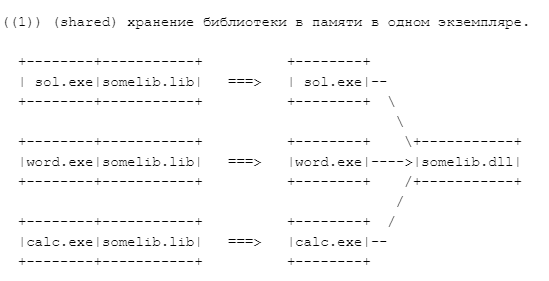 ((1)) (shared) хранение библиотеки в памяти в одном экземпляре.
+--------+-----------+          +--------+
| sol.exe|somelib.lib|   ===>   | sol.exe|--
+--------+-----------+          +--------+  \
\
+--------+-----------+          +--------+    \+-----------+
|word.exe|somelib.lib|   ===>   |word.exe|---->|somelib.dll|
+--------+-----------+          +--------+    /+-----------+
/
+--------+-----------+          +--------+  /
|calc.exe|somelib.lib|   ===>   |calc.exe|--
+--------+-----------+          +--------+